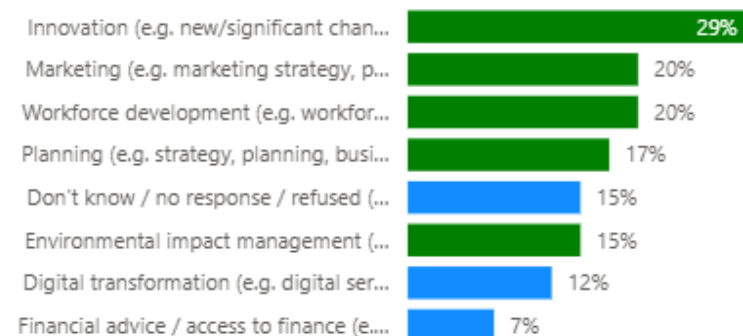 Innovation (e.g. new/significant chan... 29%
Marketing (e.g. marketing strategy, p... 20%
Workforce development (e.g. workfor... 20%
Planning (e.g. strategy, planning, busi... 17%
Don't know / no response / refused (... 15%
Environmental impact management (... 15%
Digital transformation (e.g. digital ser... 12%
Financial advice / access to finance (e.... 7%